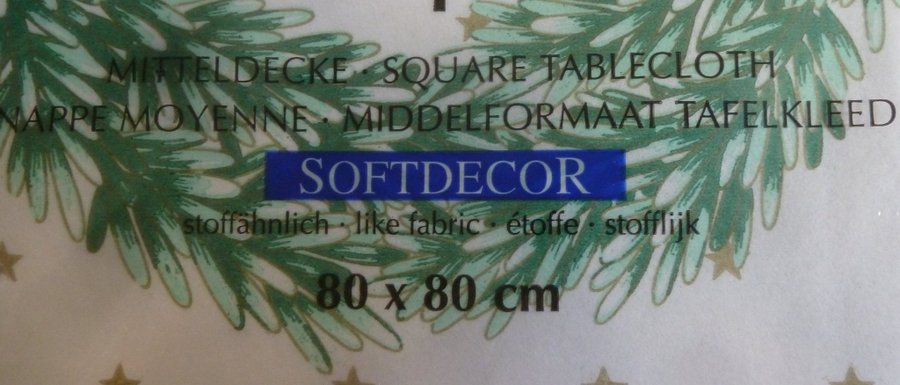 MITTELDECKE · SQUARE TABLECLOTH
NAPPE MOYENNE · MIDDELFORMAAT TAFELKLEED
SOFTDECOR
stoffähnlich · like fabric · étoffe · stofflijk
80 x 80 cm